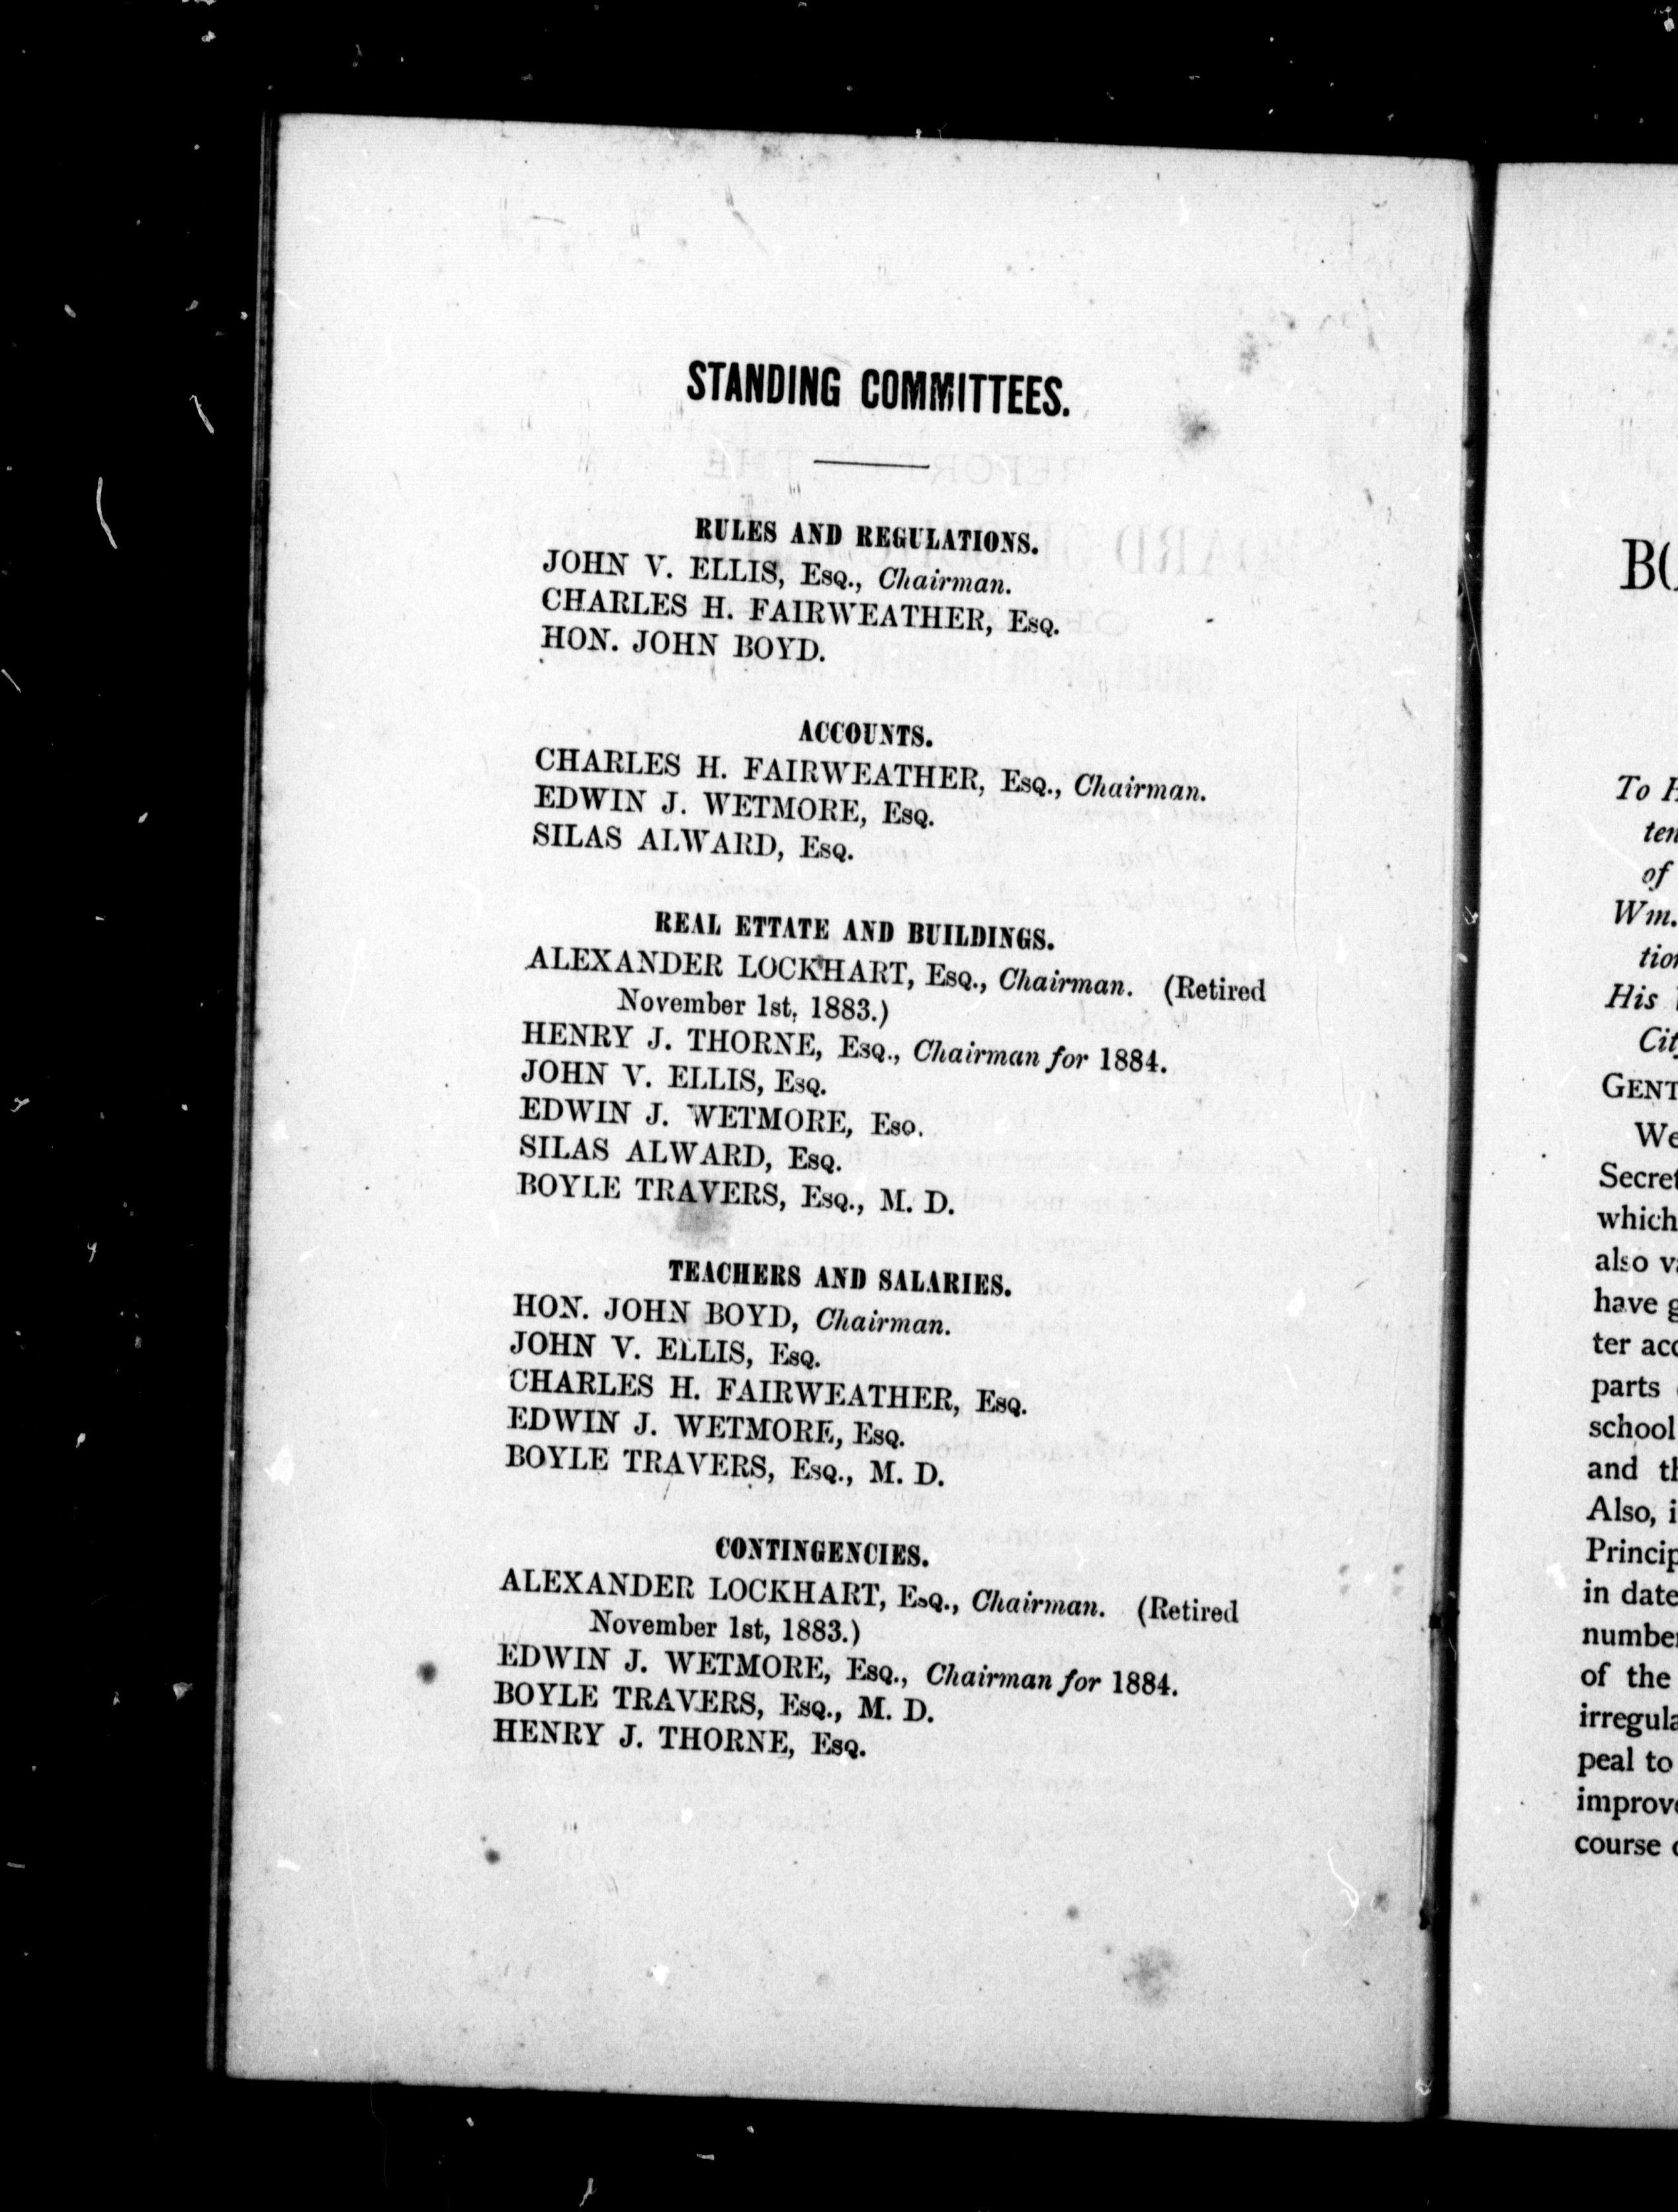 STANDING COMMITTEES.
RULES AND REGULATIONS.
JOHN V. ELLIS, Esq., Chairman.
CHARLES H. FAIRWEATHER, Esq.
HON. JOHN BOYD.
ACCOUNTS.
CHARLES H. FAIRWEATHER, Esq., Chairman.
EDWIN J. WETMORE, Esq.
SILAS ALWARD, Esq.
REAL ETTATE AND BUILDINGS.
ALEXANDER LOCKHART, Esq., Chairman. (Retired
November 1st, 1883.)
HENRY J. THORNE, Esq., Chairman for 1884.
JOHN V. ELLIS, Esq.
EDWIN J. WETMORE, Esq.
SILAS ALWARD, Esq.
BOYLE TRAVERS, Esq., M. D.
TEACHERS AND SALARIES.
HON. JOHN BOYD, Chairman.
JOHN V. ELLIS, Esq.
CHARLES H. FAIRWEATHER, Esq.
EDWIN J. WETMORE, Esq.
BOYLE TRAVERS, Esq., M. D.
CONTINGENCIES.
ALEXANDER LOCKHART, Esq., Chairman. (Retired
November 1st, 1883.)
EDWIN J. WETMORE, Esq., Chairman for 1884.
BOYLE TRAVERS, Esq., M. D.
HENRY J. THORNE, Esq.
To
of
Wm.
His
We
which
also
have
ter
parts
school
and
Also,
in date
of the
peal to
course